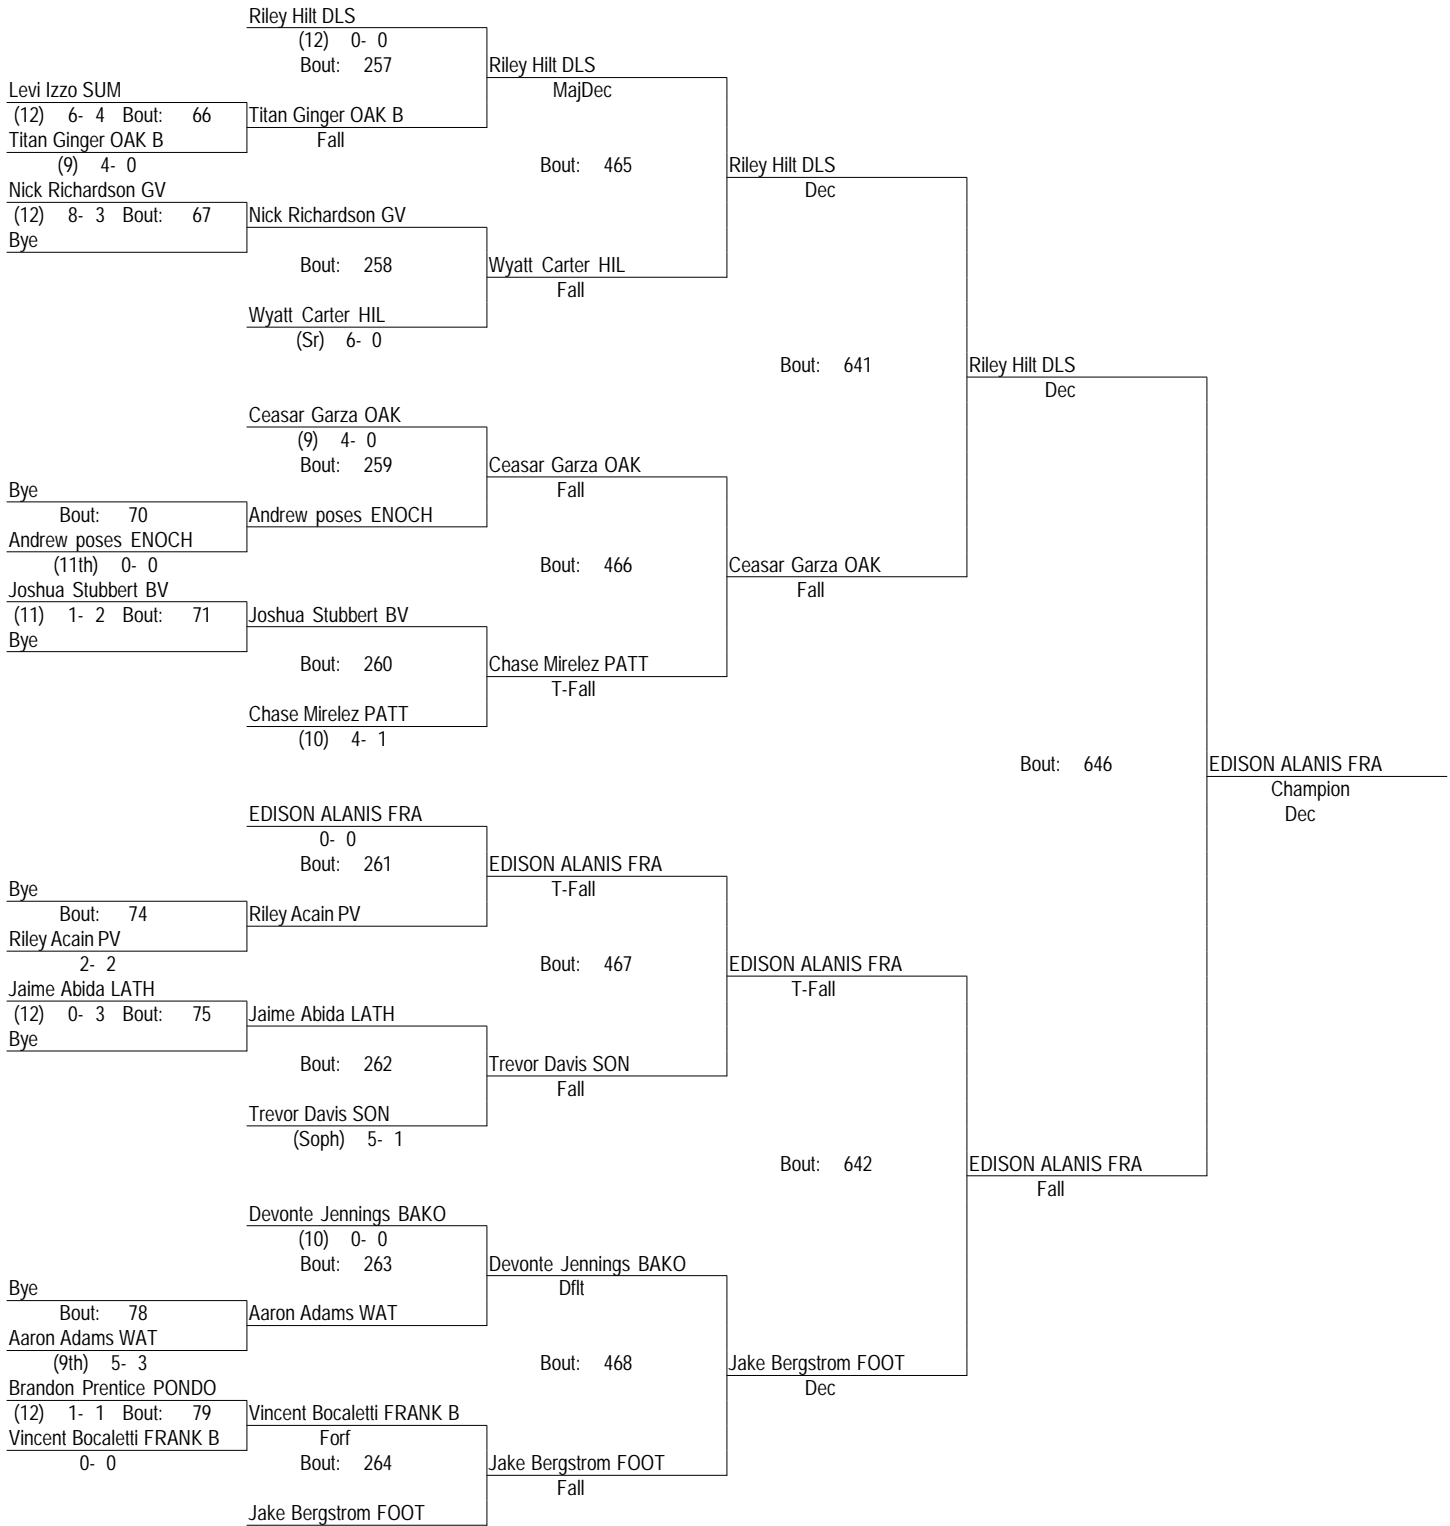 Riley Hilt DLS
(12) 0- 0
Bout: 257
Riley Hilt DLS
MajDec
Levi Izzo SUM
(12) 6- 4 Bout: 66
Titan Ginger OAK B
Fall
Titan Ginger OAK B
(9) 4- 0
Bout: 465
Riley Hilt DLS
Dec
Nick Richardson GV
(12) 8- 3 Bout: 67
Nick Richardson GV
Bye
Bout: 258
Wyatt Carter HIL
Fall
Wyatt Carter HIL
(Sr) 6- 0
Bout: 641
Riley Hilt DLS
Dec
Ceasar Garza OAK
(9) 4- 0
Bout: 259
Ceasar Garza OAK
Fall
Bye
Bout: 70
Andrew poses ENOCH
Andrew poses ENOCH
(11th) 0- 0
Bout: 466
Ceasar Garza OAK
Fall
Joshua Stubbert BV
(11) 1- 2 Bout: 71
Joshua Stubbert BV
Bye
Bout: 260
Chase Mirelez PATT
T-Fall
Chase Mirelez PATT
(10) 4- 1
Bout: 646
EDISON ALANIS FRA
Champion
Dec
EDISON ALANIS FRA
0- 0
Bout: 261
EDISON ALANIS FRA
T-Fall
Bye
Bout: 74
Riley Acain PV
Riley Acain PV
2- 2
Bout: 467
EDISON ALANIS FRA
T-Fall
Jaime Abida LATH
(12) 0- 3 Bout: 75
Jaime Abida LATH
Bye
Bout: 262
Trevor Davis SON
Fall
Trevor Davis SON
(Soph) 5- 1
Bout: 642
EDISON ALANIS FRA
Fall
Devonte Jennings BAKO
(10) 0- 0
Bout: 263
Devonte Jennings BAKO
Dflt
Bye
Bout: 78
Aaron Adams WAT
Aaron Adams WAT
(9th) 5- 3
Bout: 468
Jake Bergstrom FOOT
Dec
Brandon Prentice PONDO
(12) 1- 1 Bout: 79
Vincent Bocaletti FRANK B
Forf
Vincent Bocaletti FRANK B
0- 0
Bout: 264
Jake Bergstrom FOOT
Fall
Jake Bergstrom FOOT